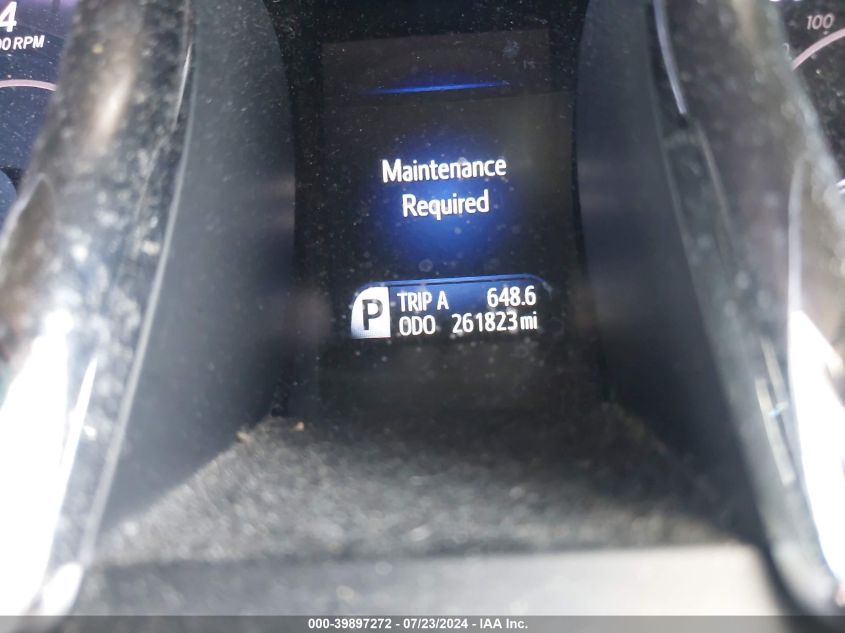 4
00 RPM
100
Maintenance
Required
P
TRIP A 648.6
ODO 261823 mi
000-39897272 / 07/23/2024 - IAA Inc.